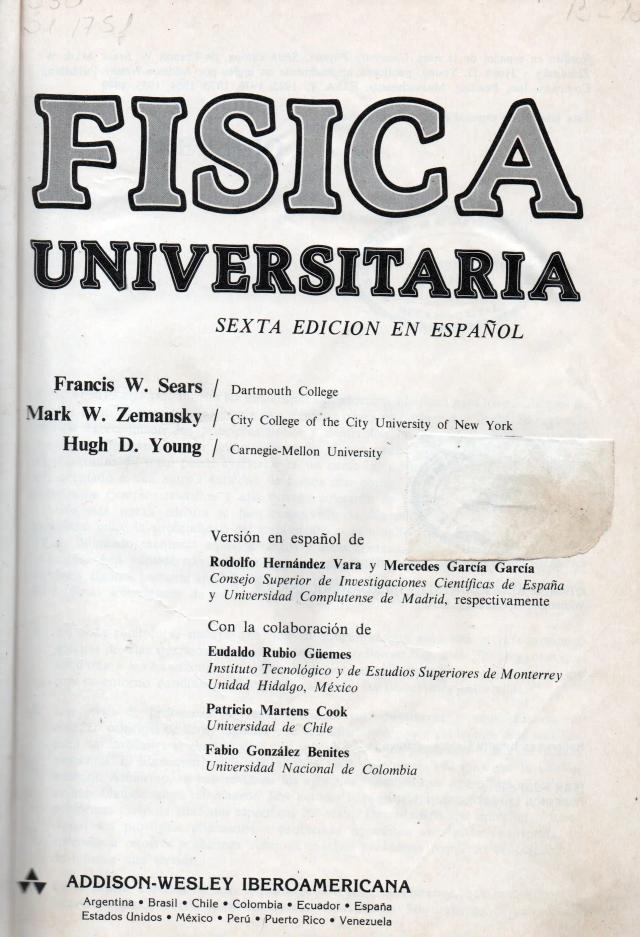 FISICA
UNIVERSITARIA
SEXTA EDICION EN ESPAÑOL
Francis W. Sears / Dartmouth College
Mark W. Zemansky / City College of the City University of New York
Hugh D. Young / Carnegie-Mellon University
Versión en español de
Rodolfo Hernández Vara y Mercedes García García
Consejo Superior de Investigaciones Científicas de España
y Universidad Complutense de Madrid, respectivamente
Con la colaboración de
Eudaldo Rubio Güemes
Instituto Tecnológico y de Estudios Superiores de Monterrey
Unidad Hidalgo, México
Patricio Martens Cook
Universidad de Chile
Fabio González Benites
Universidad Nacional de Colombia
ADDISON-WESLEY IBEROAMERICANA
Argentina • Brasil • Chile • Colombia • Ecuador • España
Estados Unidos • México • Perú • Puerto Rico • Venezuela